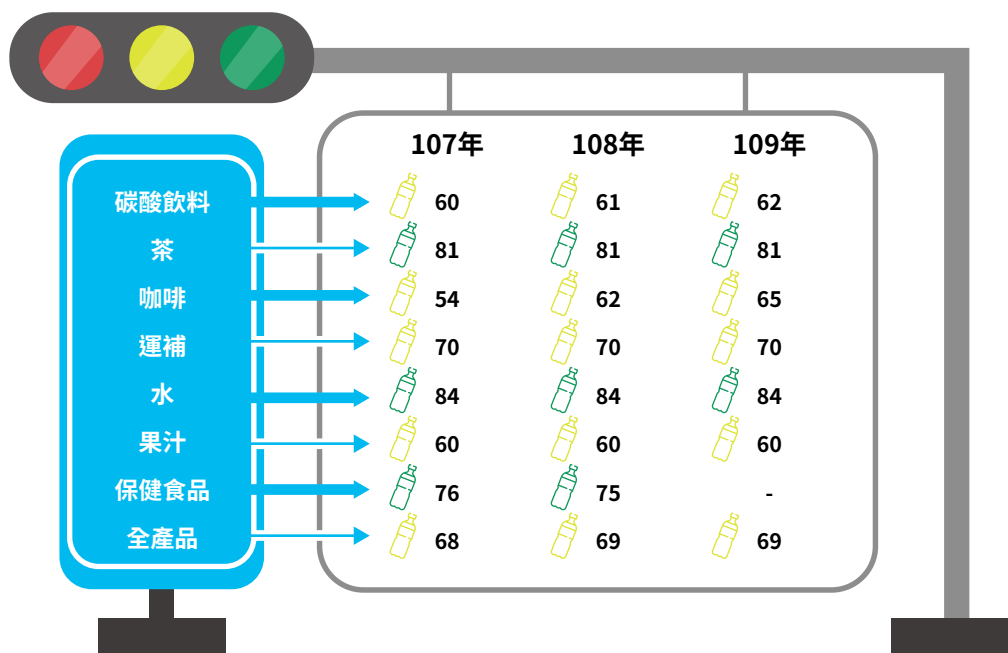 107年 108年 109年
碳酸飲料 60 61 62
茶 81 81 81
咖啡 54 62 65
運補 70 70 70
水 84 84 84
果汁 60 60 60
保健食品 76 75 -
全產品 68 69 69